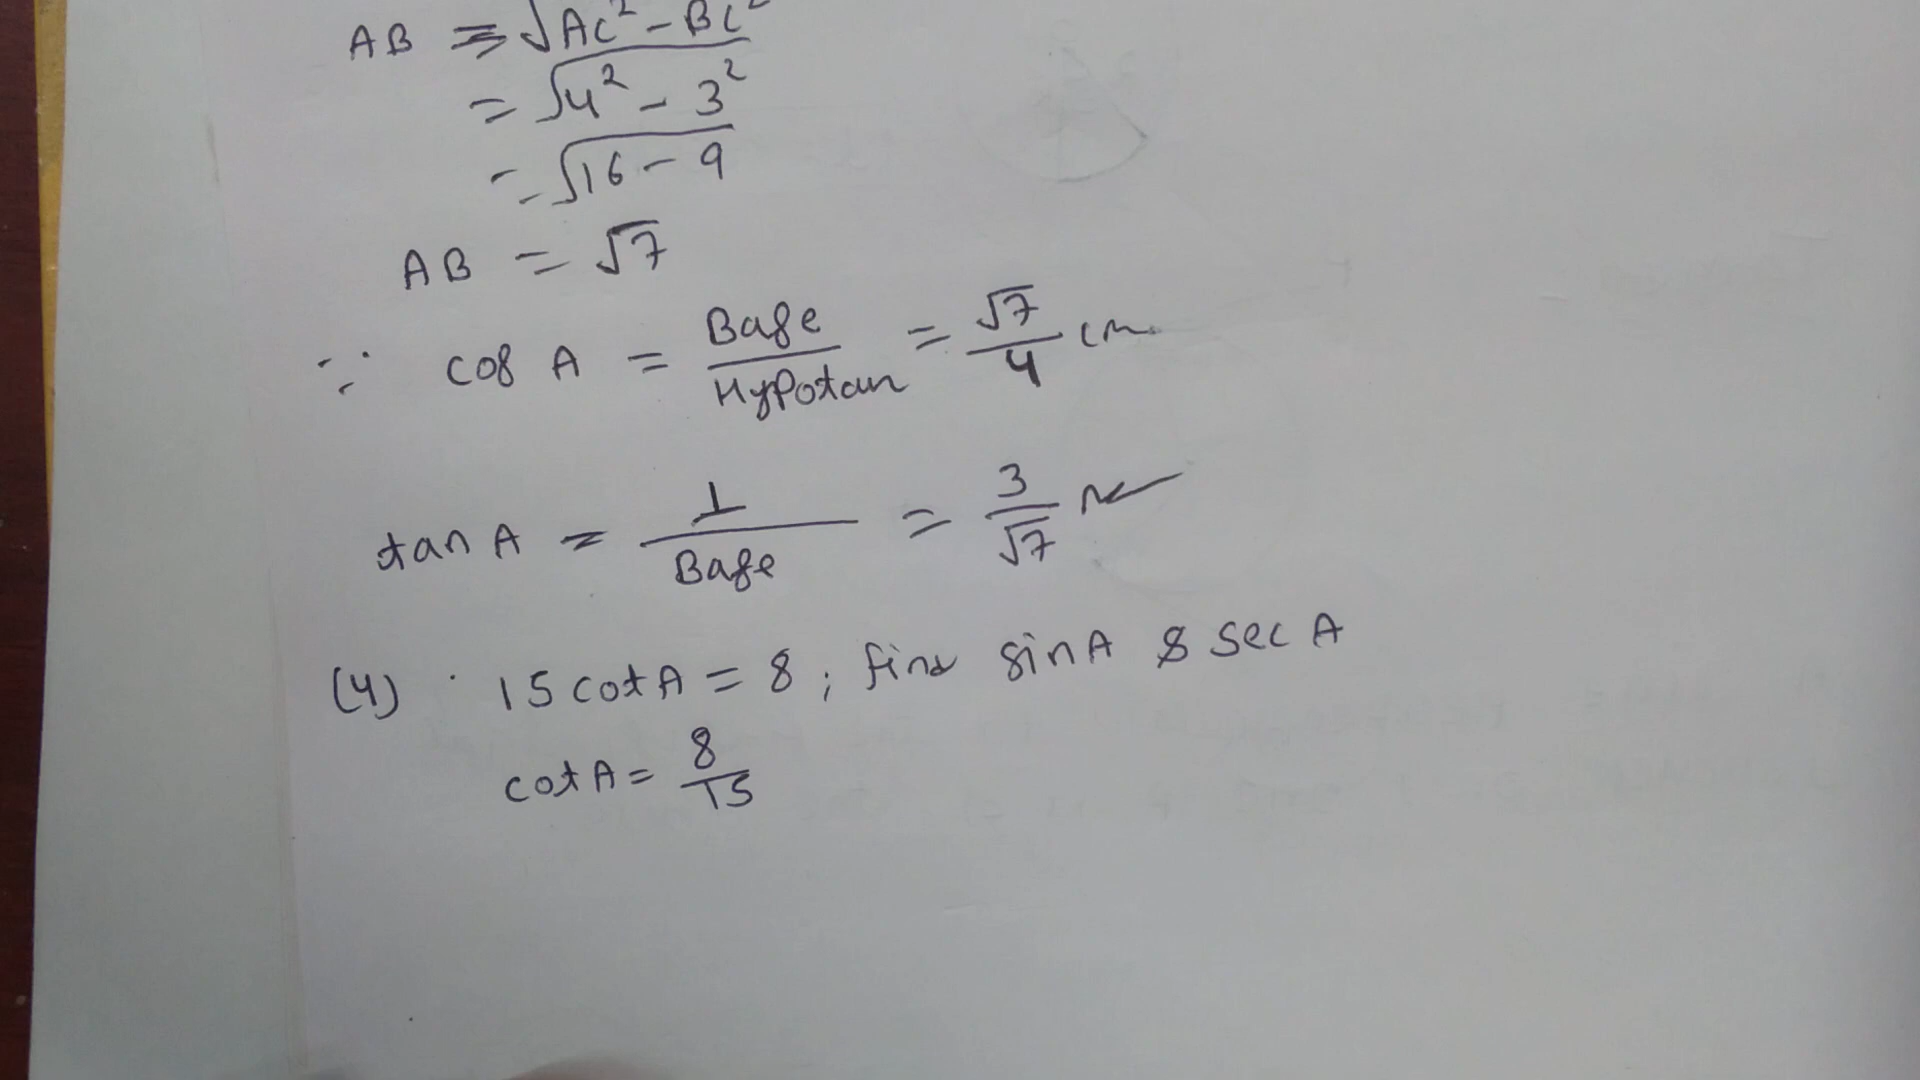 AB = √AC² - BC²
= √4² - 3²
= √16 - 9
AB = √7
∵ cos A = Base/Hypotan = √7/4 cm
tan A = ⊥/Base = 3/√7
(4) · 15 cot A = 8 ; find sin A & sec A
cot A = 8/15